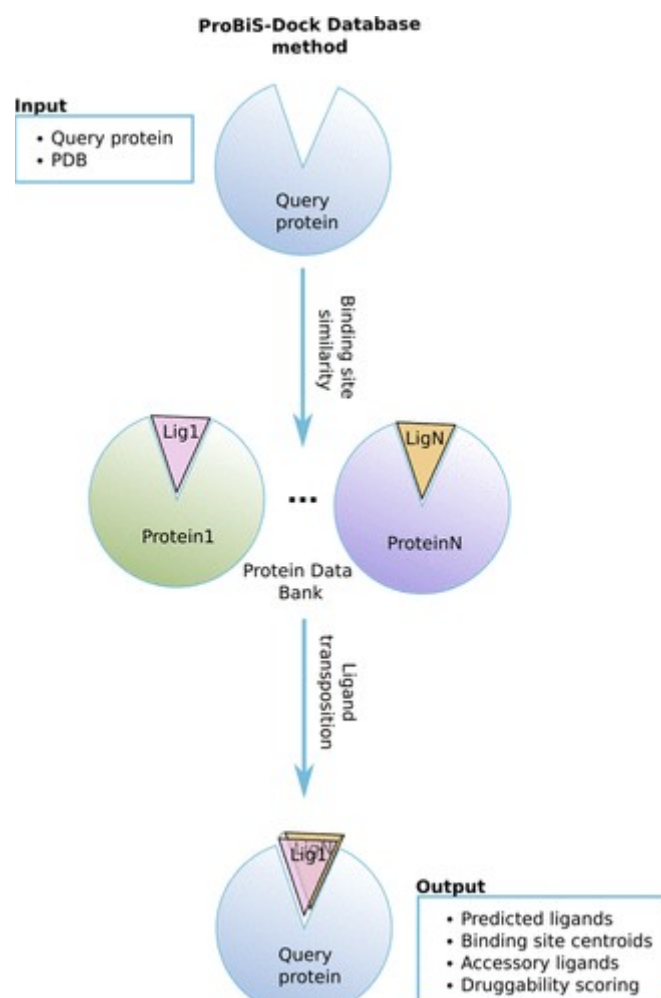 ProBiS-Dock Database
method
Input
• Query protein
• PDB
Query
protein
Binding site
similarity
Lig1
LigN
...
Protein1
ProteinN
Protein Data
Bank
Ligand
transposition
Lig1
Query
protein
Output
• Predicted ligands
• Binding site centroids
• Accessory ligands
• Druggability scoring